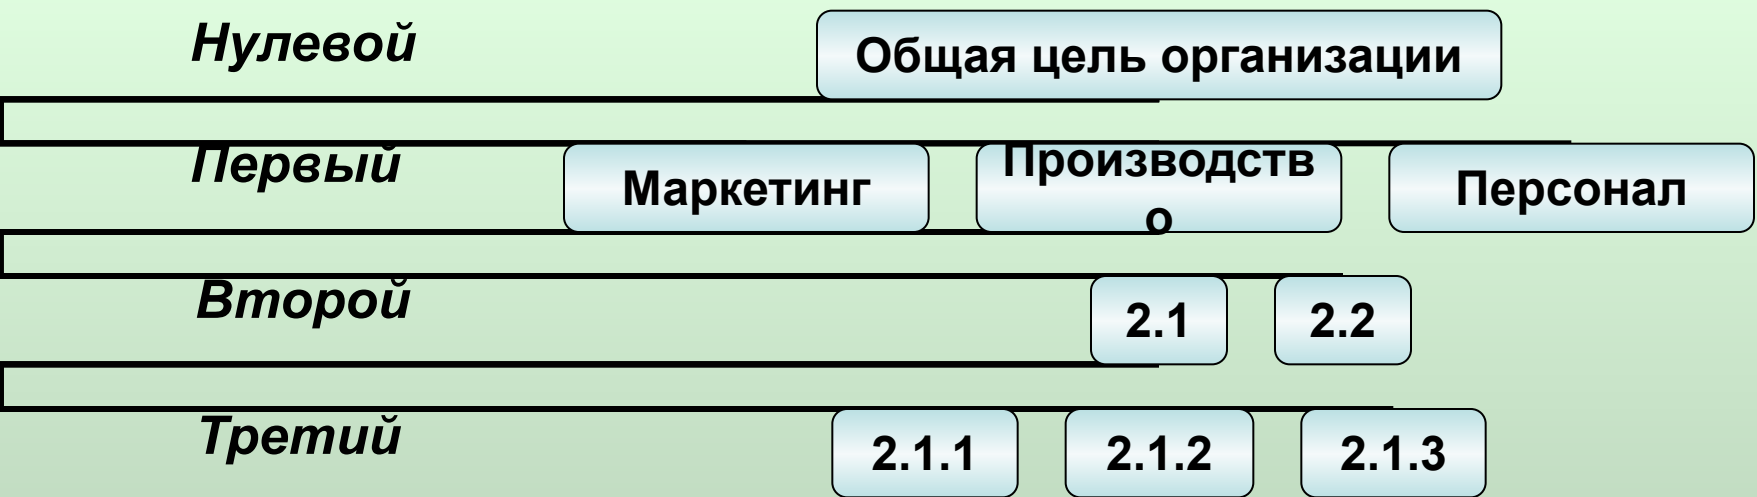 Нулевой
Общая цель организации
Первый
Маркетинг
Производств
о
Персонал
Второй
2.1
2.2
Третий
2.1.1
2.1.2
2.1.3